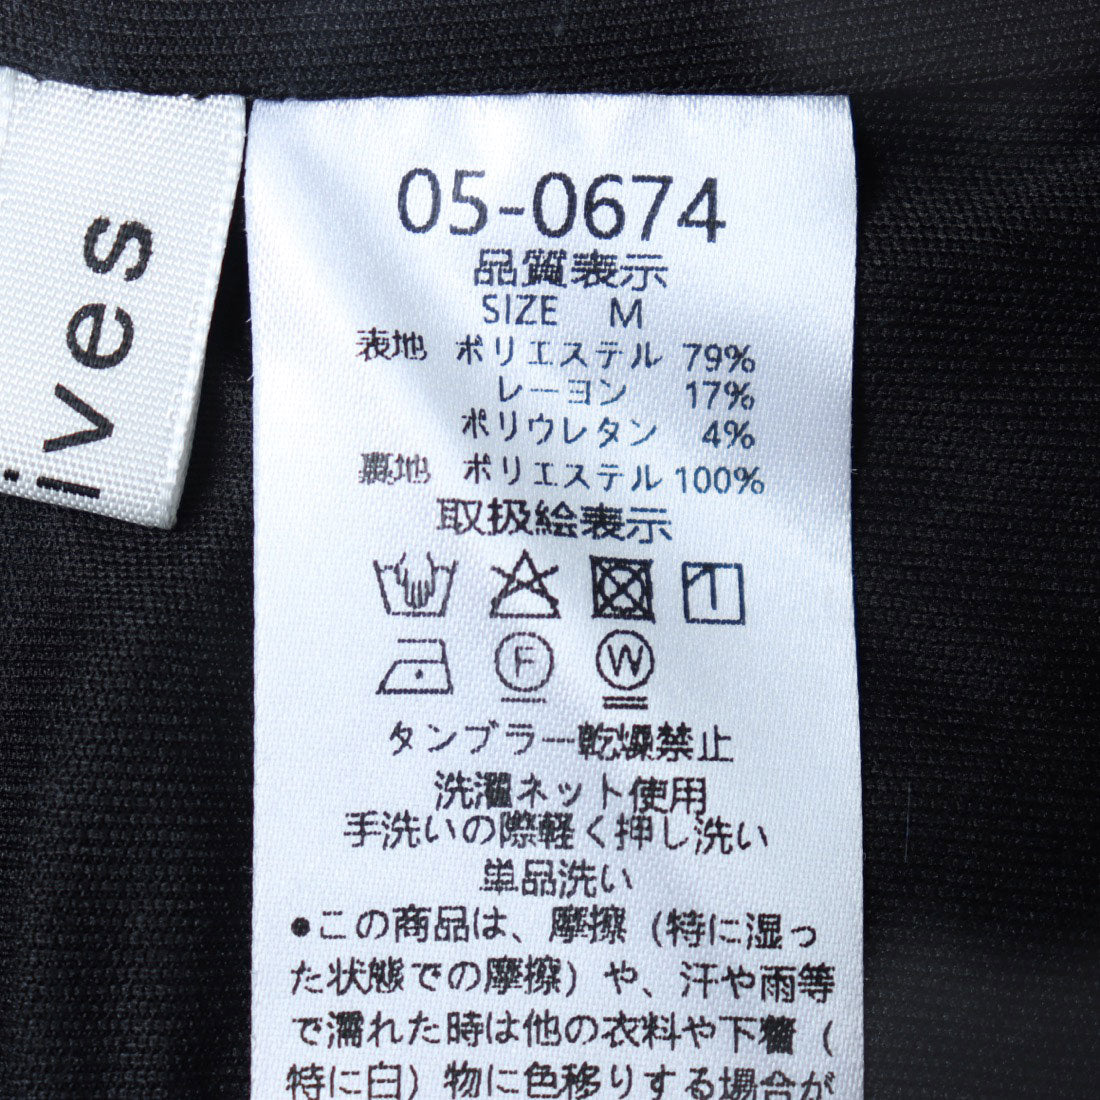 ives
05-0674
品質表示
SIZE M
表地 ポリエステル 79%
レーヨン 17%
ポリウレタン 4%
裏地 ポリエステル 100%
取扱絵表示
F W
タンブラー乾燥禁止
洗濯ネット使用
手洗いの際軽く押し洗い
単品洗い
●この商品は、摩擦（特に湿っ
た状態での摩擦）や、汗や雨等
で濡れた時は他の衣料や下着（
特に白）物に色移りする場合が